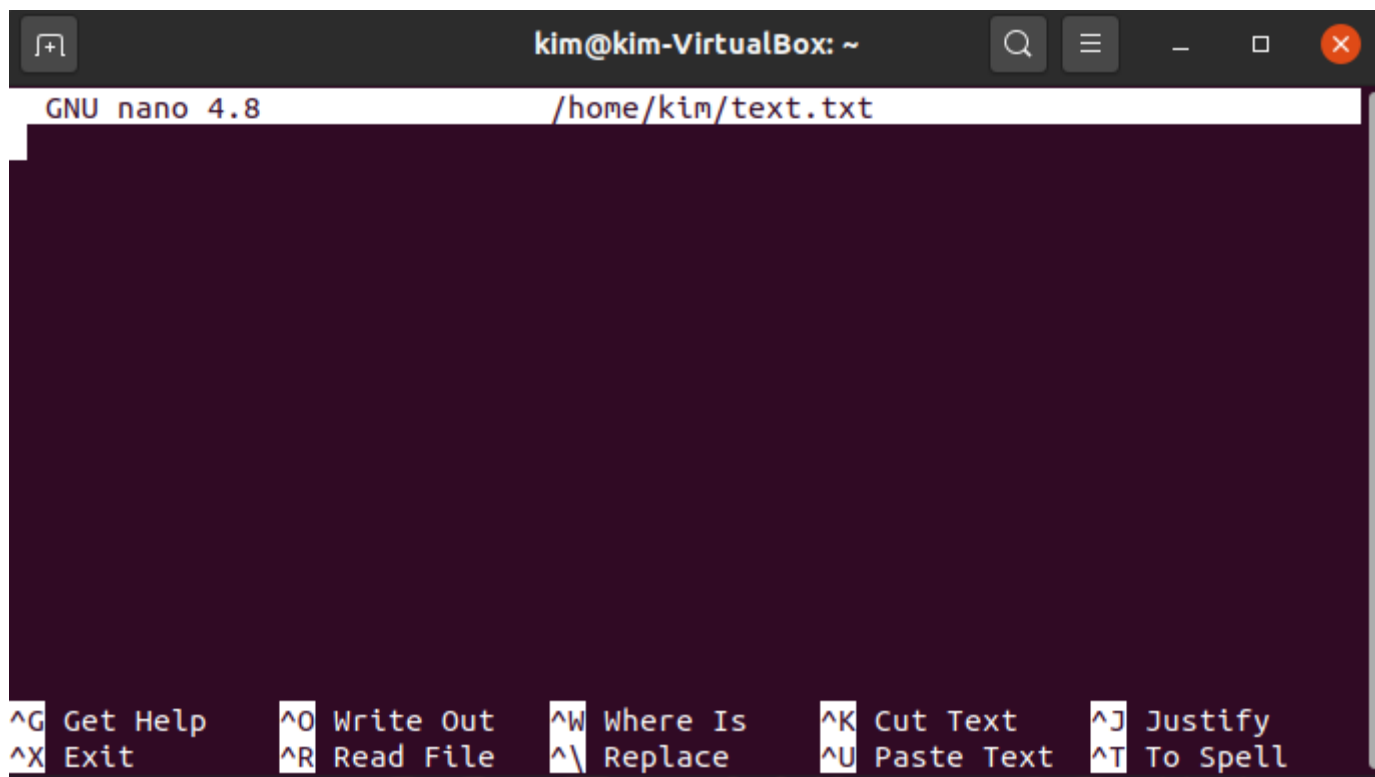 kim@kim-VirtualBox: ~
GNU nano 4.8 /home/kim/text.txt
^G Get Help ^O Write Out ^W Where Is ^K Cut Text ^J Justify
^X Exit ^R Read File ^\ Replace ^U Paste Text ^T To Spell